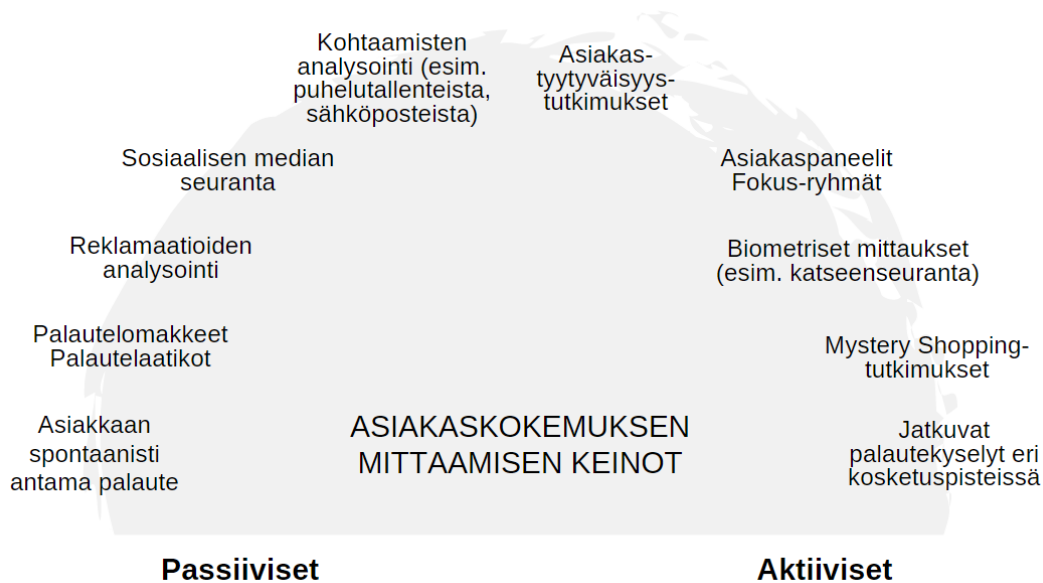 Kohtaamisten
analysointi (esim.
puhelutallenteista,
sähköposteista)
Asiakas-
tyytyväisyys-
tutkimukset
Sosiaalisen median
seuranta
Asiakaspaneelit
Fokus-ryhmät
Reklamaatioiden
analysointi
Biometriset mittaukset
(esim. katseenseuranta)
Palautelomakkeet
Palautelaatikot
Mystery Shopping-
tutkimukset
Asiakkaan
spontaanisti
antama palaute
ASIAKASKOKEMUKSEN
MITTAAMISEN KEINOT
Jatkuvat
palautekyselyt eri
kosketuspisteissä
Passiiviset
Aktiiviset